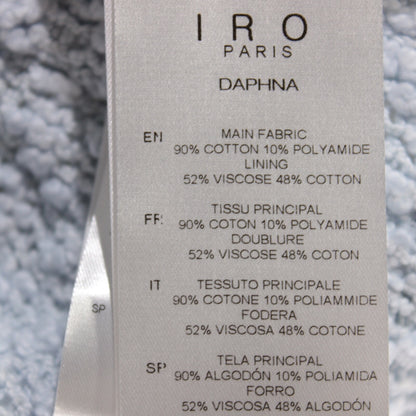 IRO
PARIS
DAPHNA
EN MAIN FABRIC
90% COTTON 10% POLYAMIDE
LINING
52% VISCOSE 48% COTTON
FR TISSU PRINCIPAL
90% COTON 10% POLYAMIDE
DOUBLURE
52% VISCOSE 48% COTON
IT TESSUTO PRINCIPALE
90% COTONE 10% POLIAMMIDE
FODERA
52% VISCOSA 48% COTONE
SP TELA PRINCIPAL
90% ALGODÓN 10% POLIAMIDA
FORRO
52% VISCOSA 48% ALGODÓN
SP